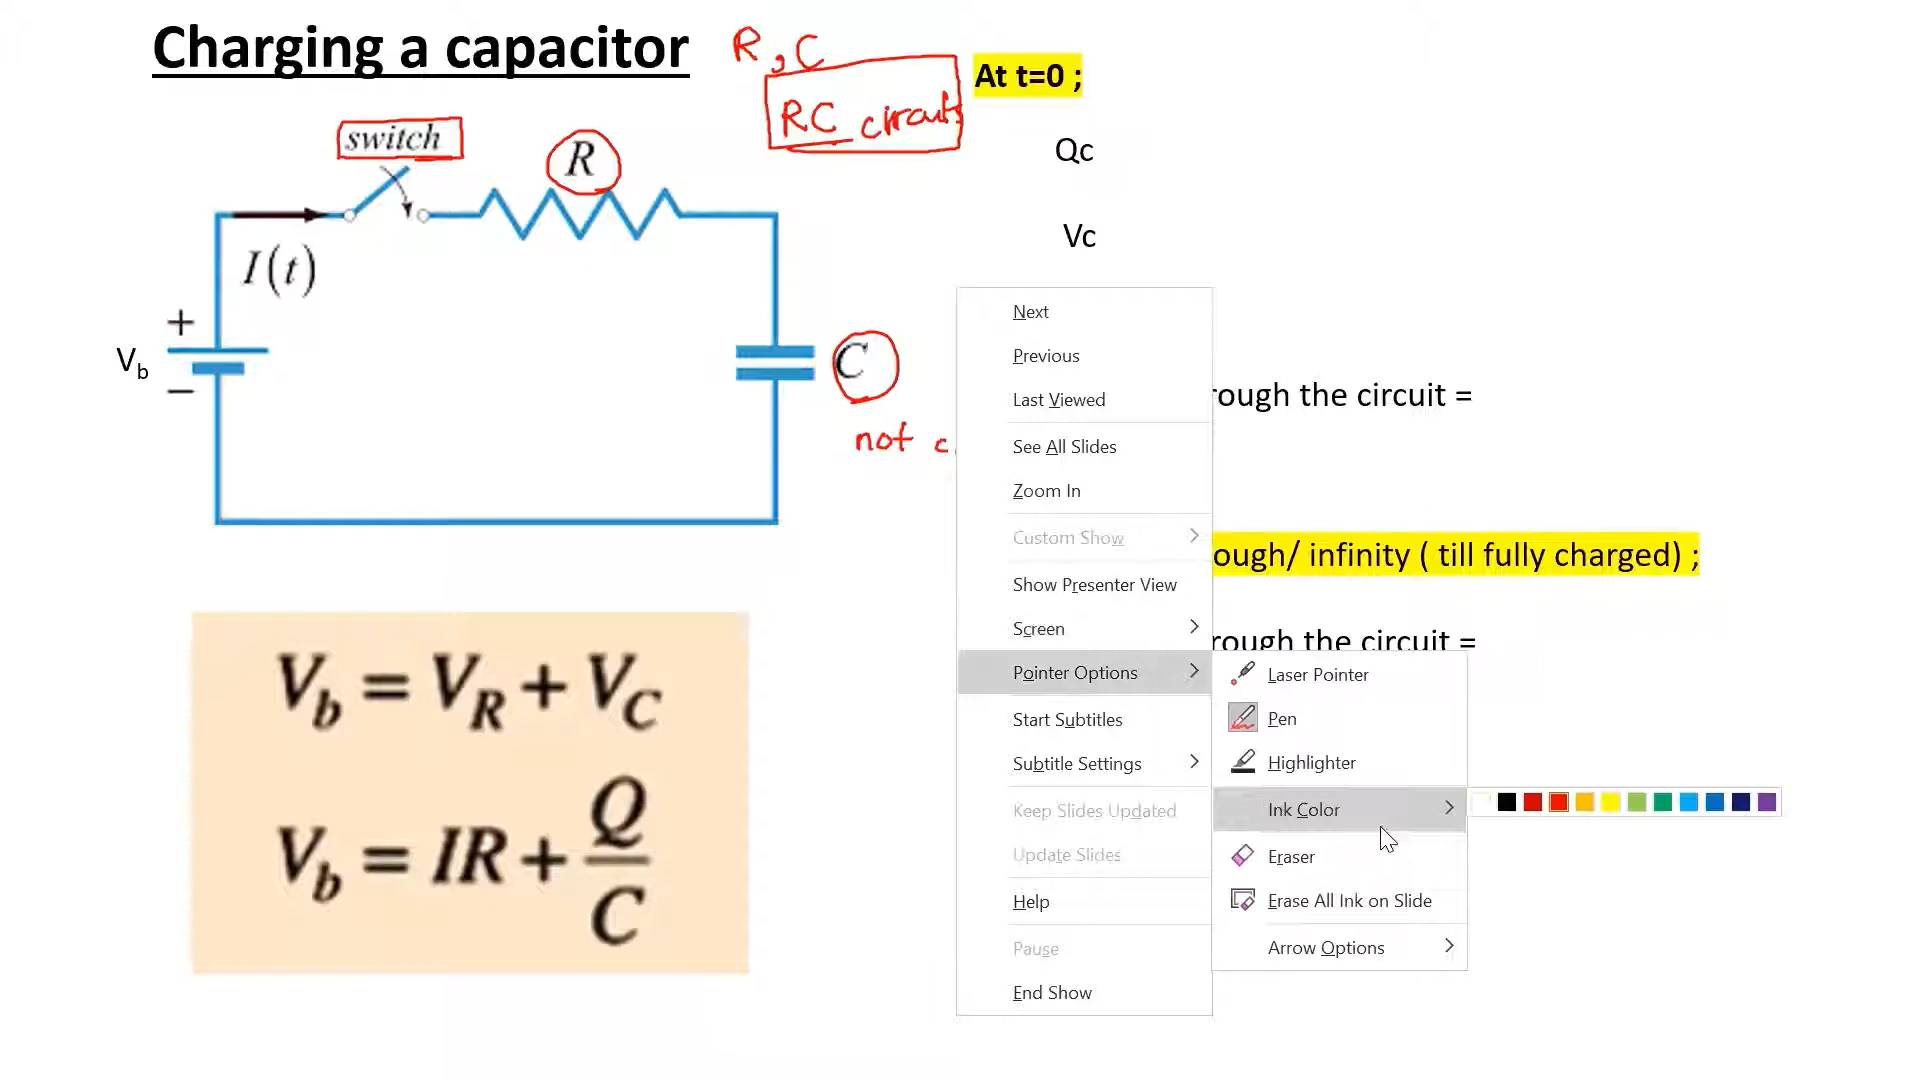 Charging a capacitor
R, C
RC circuits
At t=0 ;
switch
R
Qc
Vc
I(t)
+
Vb
−
C
not
rough the circuit =
ough/ infinity ( till fully charged) ;
rough the circuit =
Vb = VR + VC
Vb = IR + Q/C
Next
Previous
Last Viewed
See All Slides
Zoom In
Custom Show
Show Presenter View
Screen
Pointer Options
Start Subtitles
Subtitle Settings
Keep Slides Updated
Update Slides
Help
Pause
End Show
Laser Pointer
Pen
Highlighter
Ink Color
Eraser
Erase All Ink on Slide
Arrow Options